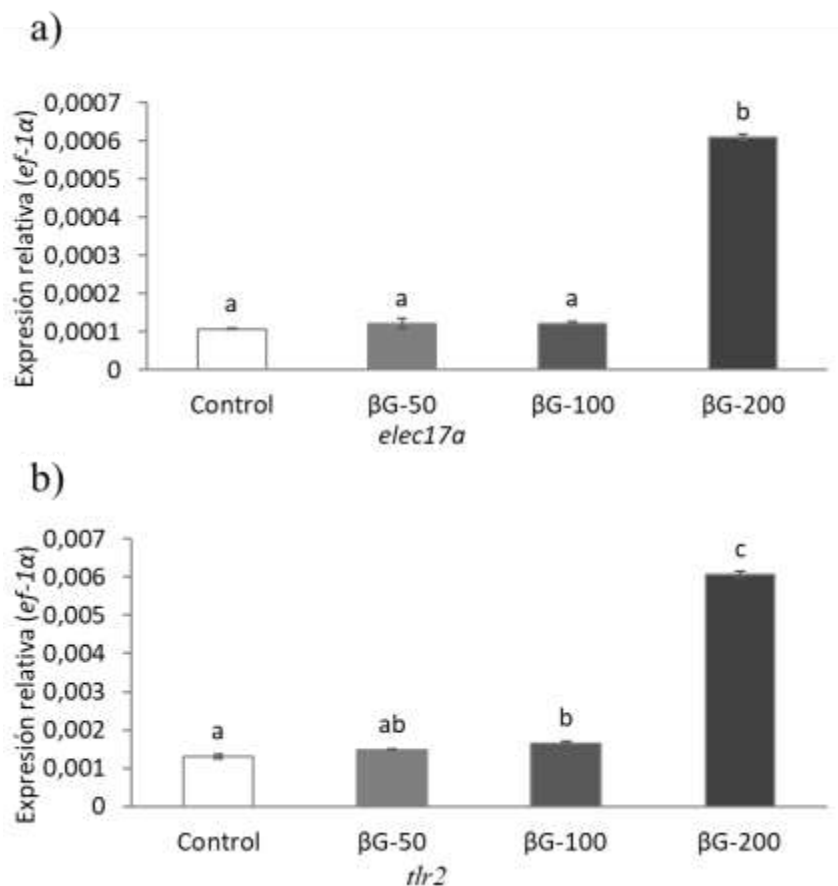 a)
Expresión relativa (ef-1α)
0,0007
0,0006
0,0005
0,0004
0,0003
0,0002
0,0001
0
a
a
a
b
Control
βG-50
βG-100
βG-200
elec17a
b)
Expresión relativa (ef-1α)
0,007
0,006
0,005
0,004
0,003
0,002
0,001
0
a
ab
b
c
Control
βG-50
βG-100
βG-200
tlr2